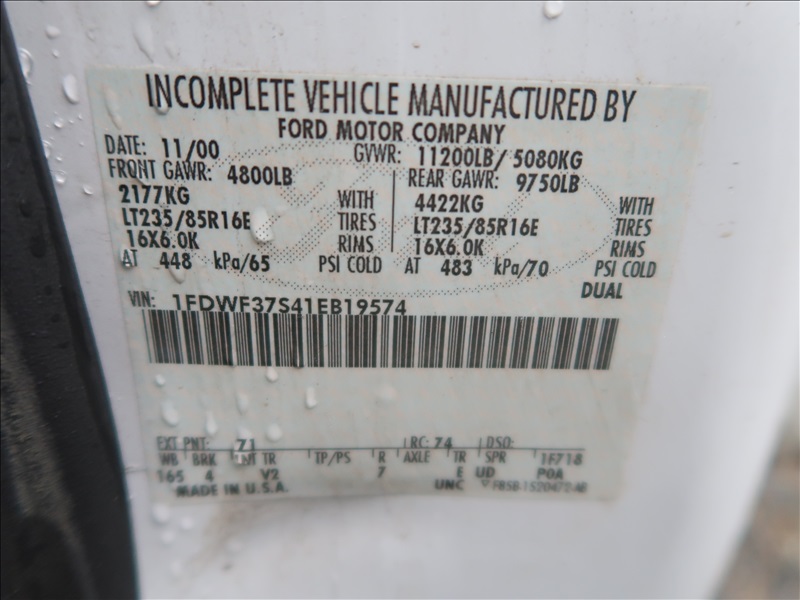 INCOMPLETE VEHICLE MANUFACTURED BY
FORD MOTOR COMPANY
DATE: 11/00 GVWR: 11200LB/ 5080KG
FRONT GAWR: 4800LB REAR GAWR: 9750LB
2177KG WITH 4422KG WITH
LT235/85R16E TIRES LT235/85R16E TIRES
16X6.0K RIMS 16X6.0K RIMS
AT 448 kPa/65 PSI COLD AT 483 kPa/70 PSI COLD
DUAL
VIN: 1FDWF37S41EB19574
EXT PNT: 71 RC: 74 DSO:
WB BRK INT TR TP/PS R AXLE TR SPR 1F718
165 4 V2 7 E UD P0A
MADE IN U.S.A. UNC